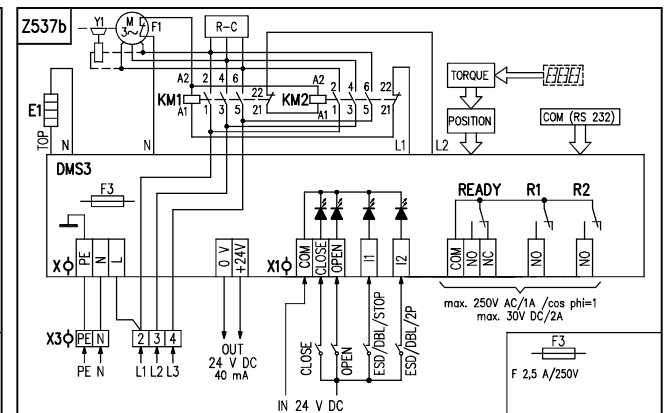 Z537b
Y1
M
3~
F1
R-C
TORQUE
POSITION
COM (RS 232)
A2 2 4 6
KM1
22
A1 1 3 5 21
A2 2 4 6 22
KM2
A1 1 3 5 21
E1
TOP
N
N
L1
L2
DMS3
F3
READY R1 R2
X
PE
N
L
0 V
+24V
X1
COM
CLOSE
OPEN
I1
I2
COM
NO
NC
NO
NO
max. 250V AC/1A /cos phi=1
max. 30V DC/2A
X3
PE N
2 3 4
PE N
L1 L2 L3
OUT
24 V DC
40 mA
CLOSE
OPEN
ESD/DBL/STOP
ESD/DBL/2P
IN 24 V DC
F3
F 2,5 A/250V